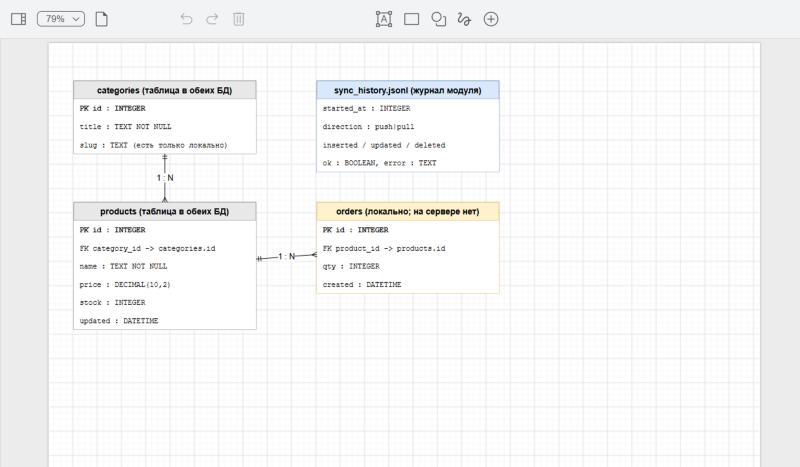 79%
A
categories (таблица в обеих БД)
PK id : INTEGER
title : TEXT NOT NULL
slug : TEXT (есть только локально)
sync_history.jsonl (журнал модуля)
started_at : INTEGER
direction : push|pull
inserted / updated / deleted
ok : BOOLEAN, error : TEXT
1 : N
products (таблица в обеих БД)
PK id : INTEGER
FK category_id -> categories.id
name : TEXT NOT NULL
price : DECIMAL(10,2)
stock : INTEGER
updated : DATETIME
1 : N
orders (локально; на сервере нет)
PK id : INTEGER
FK product_id -> products.id
qty : INTEGER
created : DATETIME